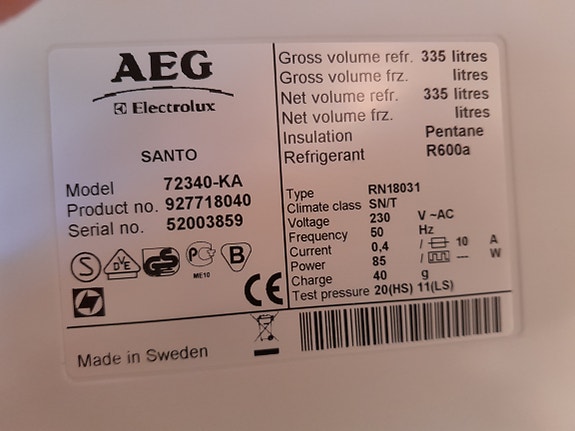 AEG
Electrolux
SANTO
Model 72340-KA
Product no. 927718040
Serial no. 52003859
S
VDE
GS
PC
ME10
B
CE
Made in Sweden
Gross volume refr. 335 litres
Gross volume frz. litres
Net volume refr. 335 litres
Net volume frz. litres
Insulation Pentane
Refrigerant R600a
Type RN18031
Climate class SN/T
Voltage 230 V ~AC
Frequency 50 Hz
Current 0,4 / 10 A
Power 85 / --- W
Charge 40 g
Test pressure 20(HS) 11(LS)